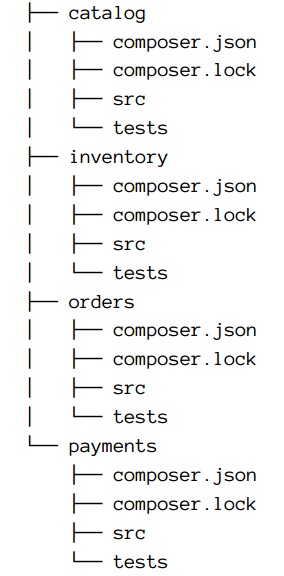 ├── catalog
│   ├── composer.json
│   ├── composer.lock
│   ├── src
│   └── tests
├── inventory
│   ├── composer.json
│   ├── composer.lock
│   ├── src
│   └── tests
├── orders
│   ├── composer.json
│   ├── composer.lock
│   ├── src
│   └── tests
└── payments
    ├── composer.json
    ├── composer.lock
    ├── src
    └── tests